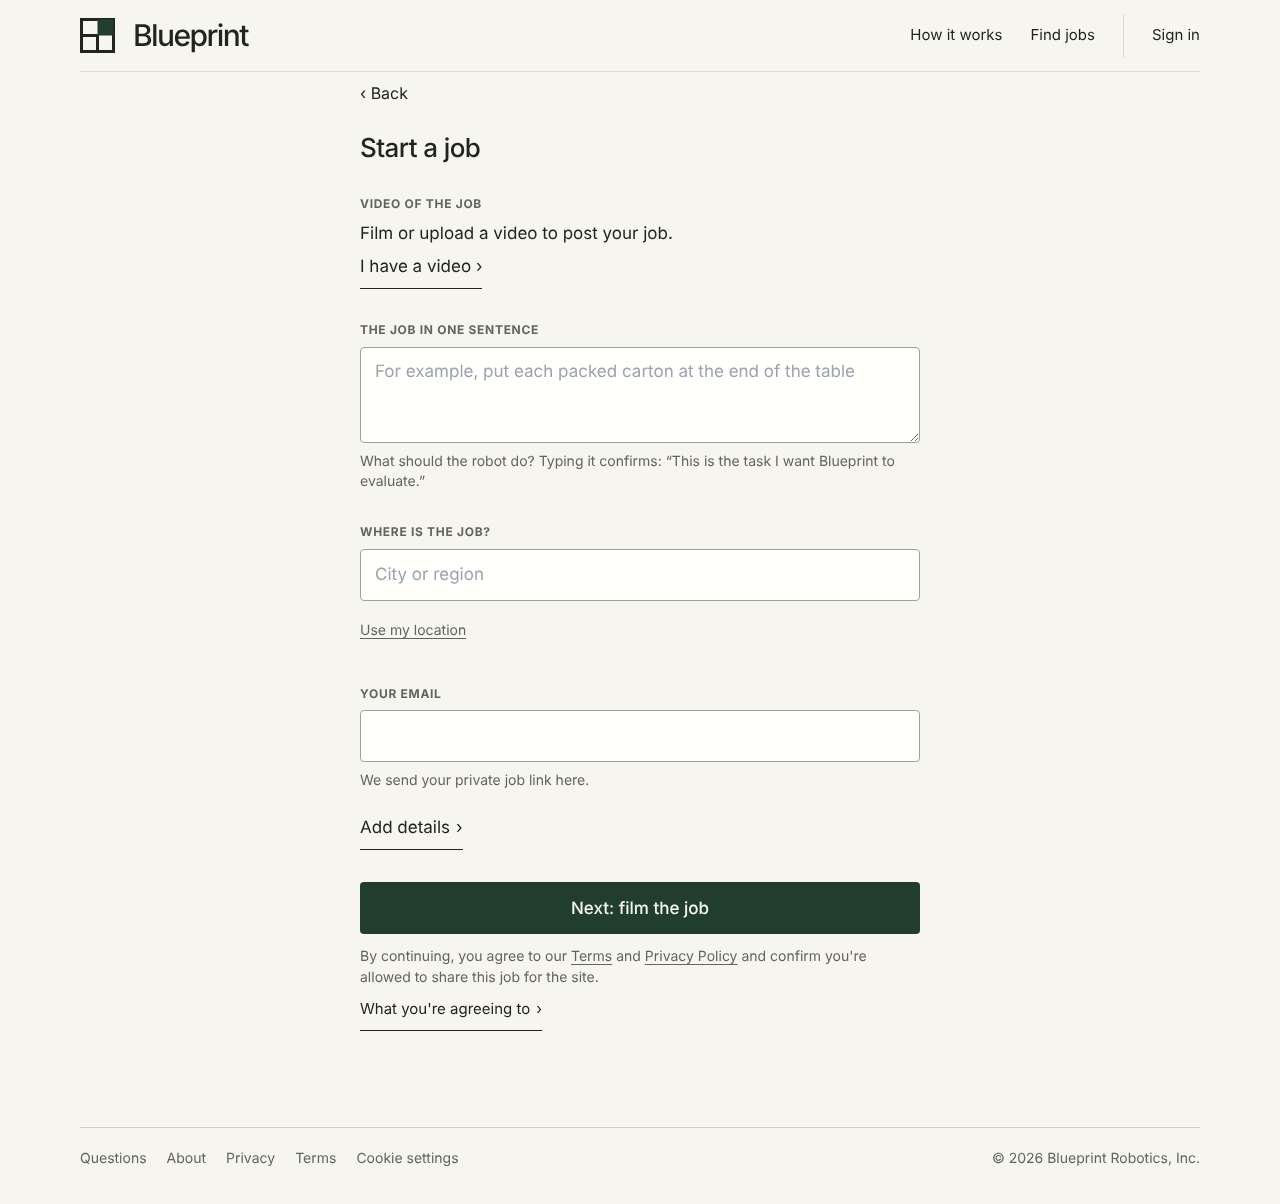 Blueprint
How it works
Find jobs
Sign in
‹ Back
Start a job
VIDEO OF THE JOB
Film or upload a video to post your job.
I have a video ›
THE JOB IN ONE SENTENCE
For example, put each packed carton at the end of the table
What should the robot do? Typing it confirms: “This is the task I want Blueprint to
evaluate.”
WHERE IS THE JOB?
City or region
Use my location
YOUR EMAIL
We send your private job link here.
Add details ›
Next: film the job
By continuing, you agree to our Terms and Privacy Policy and confirm you're
allowed to share this job for the site.
What you're agreeing to ›
Questions
About
Privacy
Terms
Cookie settings
© 2026 Blueprint Robotics, Inc.